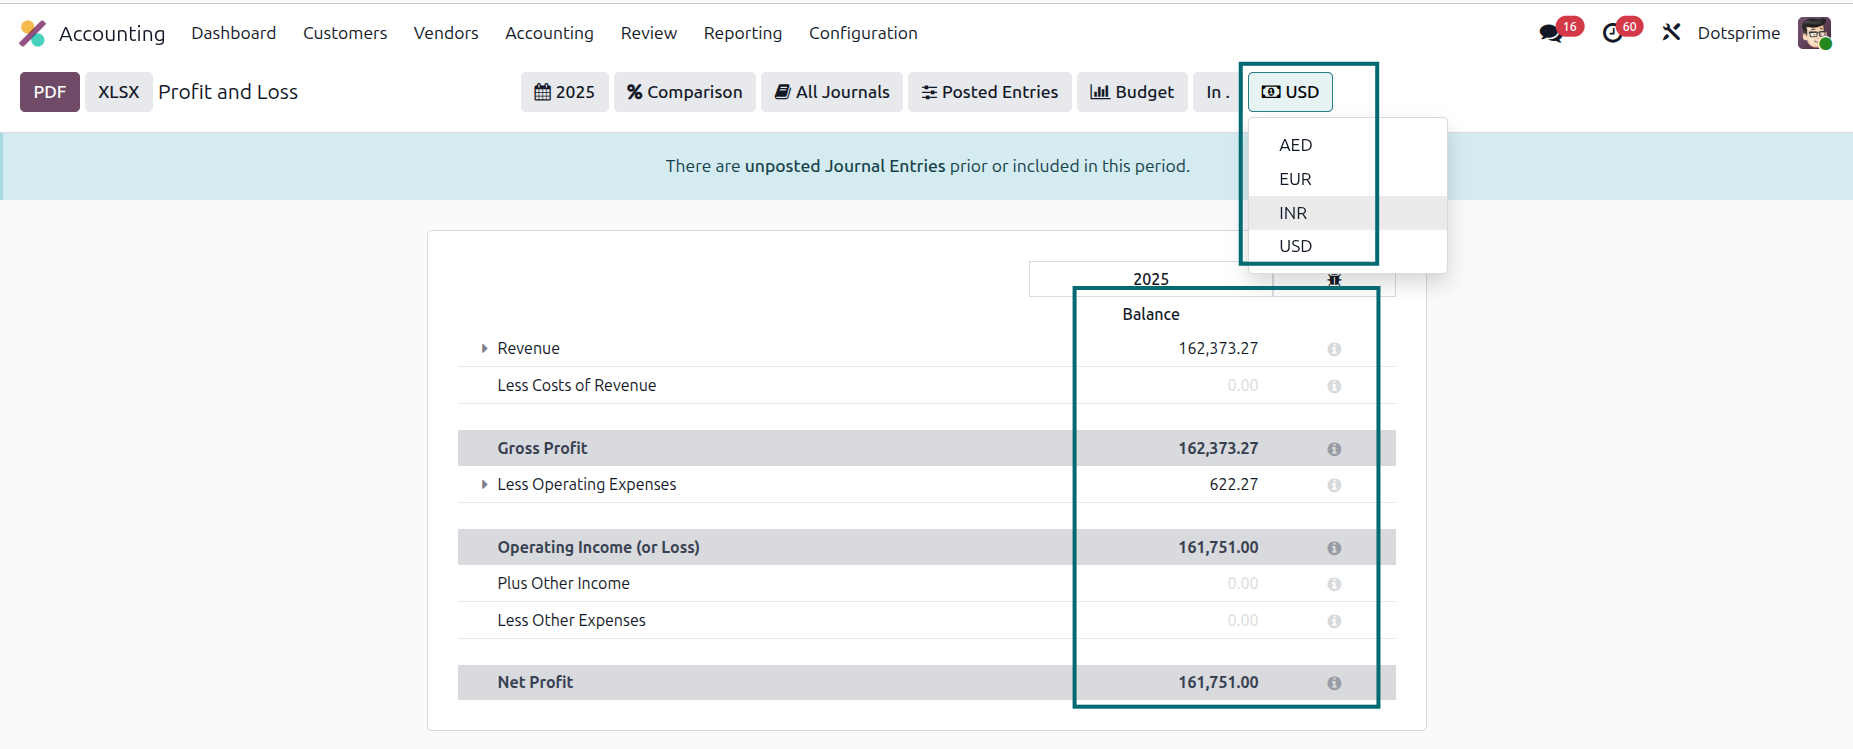 Accounting Dashboard Customers Vendors Accounting Review Reporting Configuration 16 60 Dotsprime
PDF XLSX Profit and Loss 2025 % Comparison All Journals Posted Entries Budget In . USD
AED
There are unposted Journal Entries prior or included in this period.
EUR
INR
USD
2025
Balance
Revenue 162,373.27
Less Costs of Revenue 0.00
Gross Profit 162,373.27
Less Operating Expenses 622.27
Operating Income (or Loss) 161,751.00
Plus Other Income 0.00
Less Other Expenses 0.00
Net Profit 161,751.00